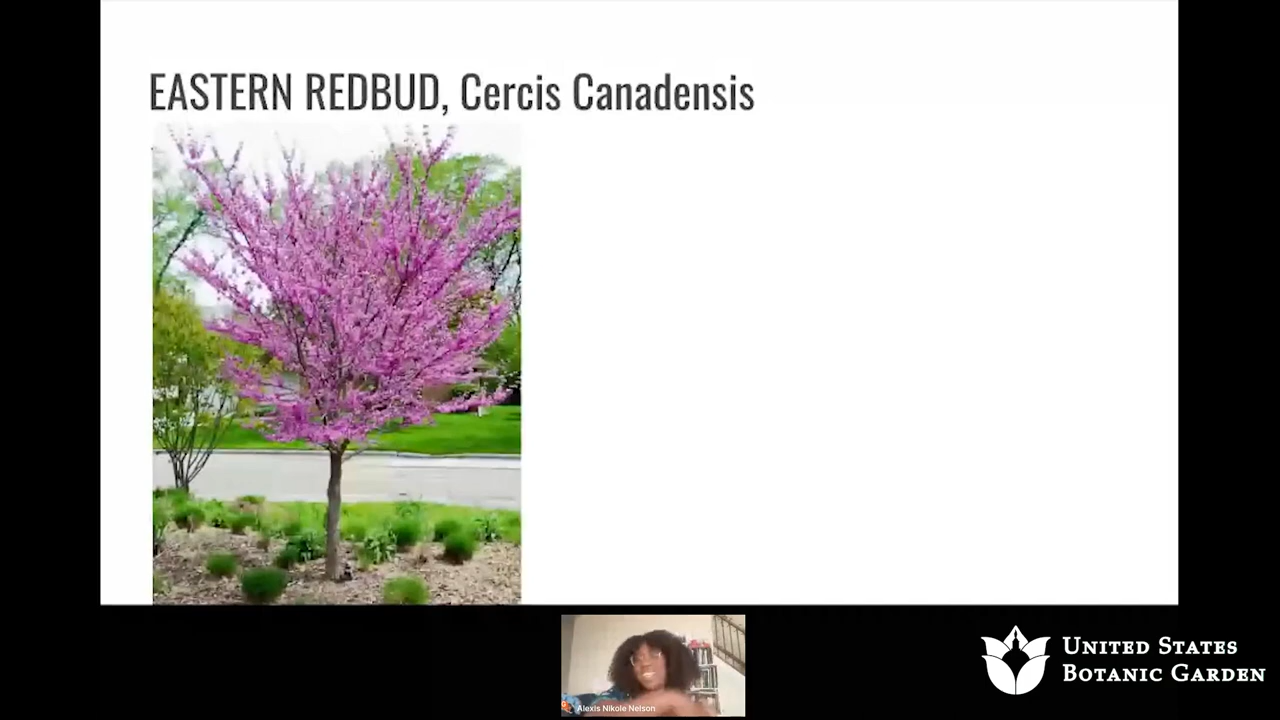 EASTERN REDBUD, Cercis Canadensis
Alexis Nikole Nelson
UNITED STATES
BOTANIC GARDEN